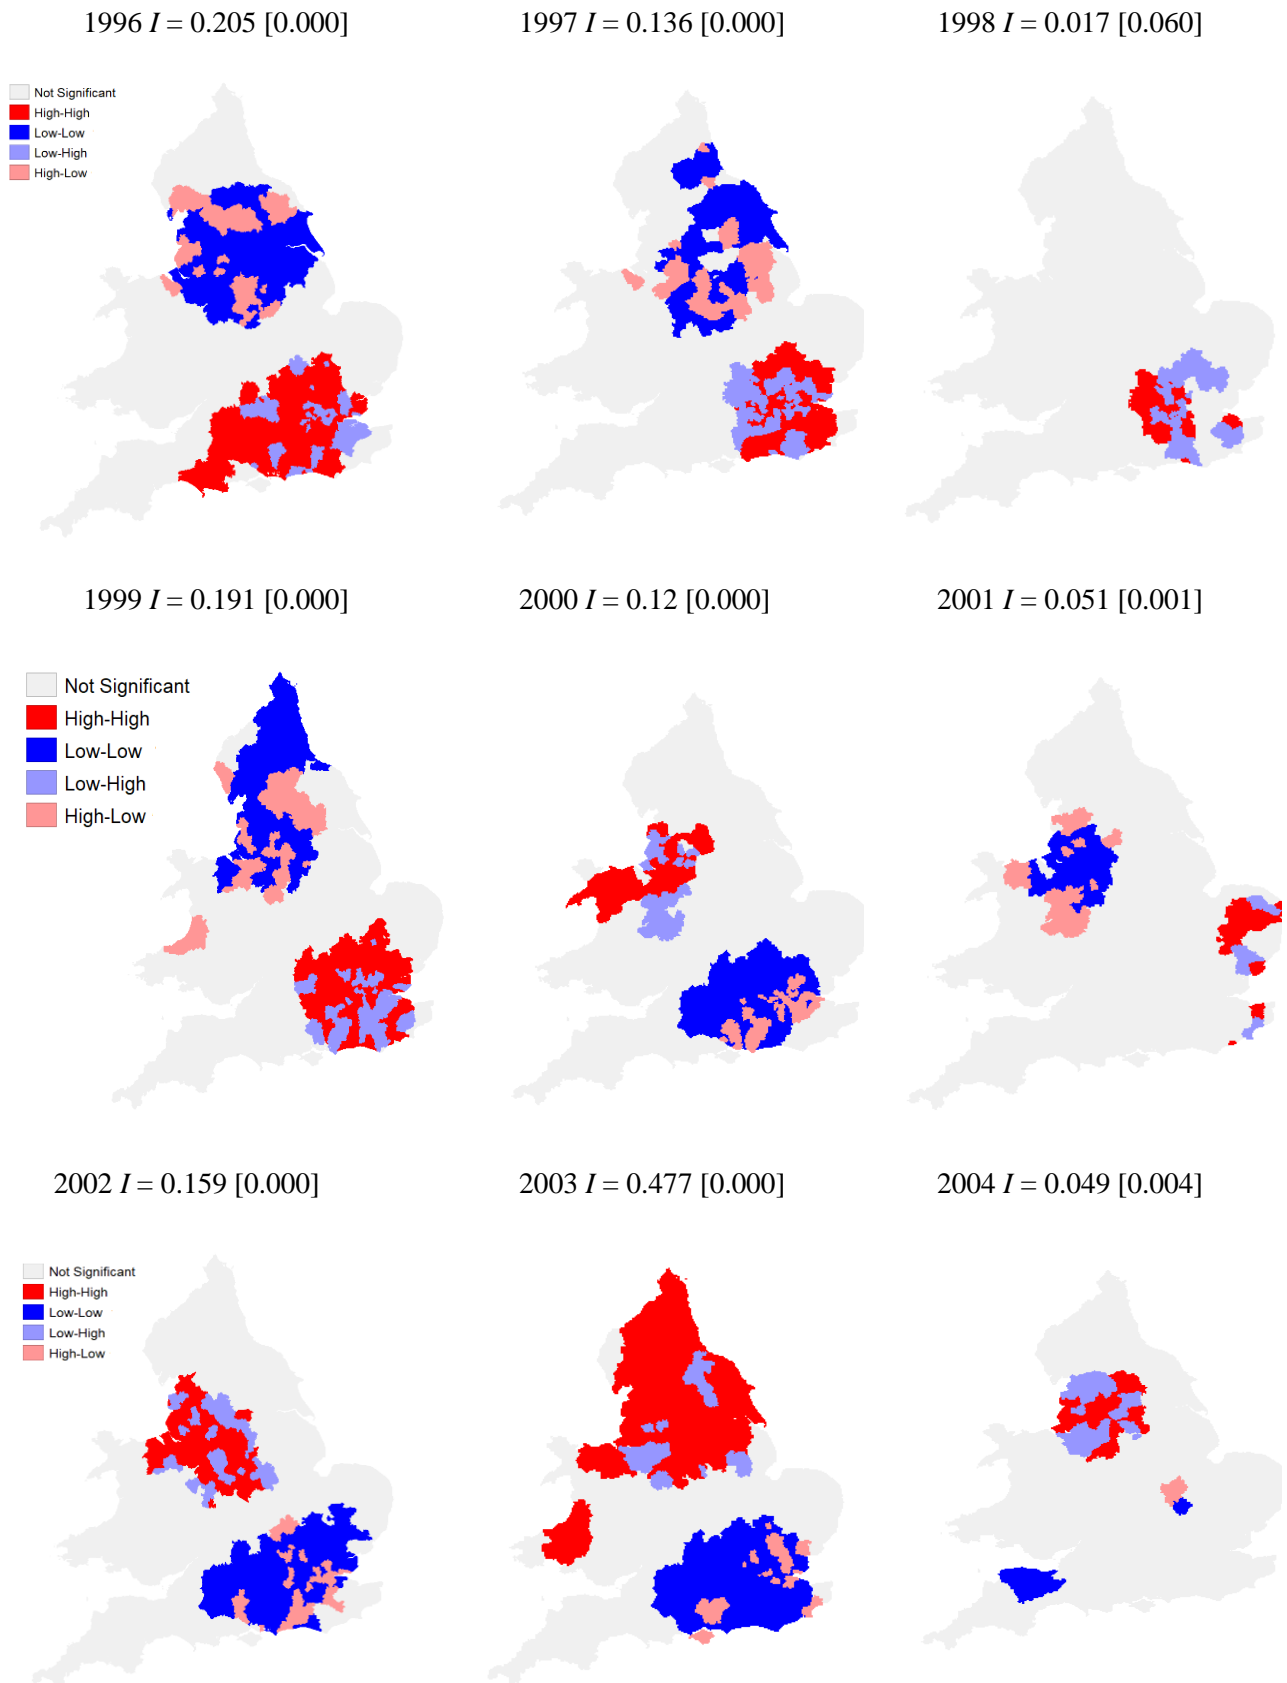 1996 I = 0.205 [0.000]
1997 I = 0.136 [0.000]
1998 I = 0.017 [0.060]
Not Significant
High-High
Low-Low
Low-High
High-Low
1999 I = 0.191 [0.000]
2000 I = 0.12 [0.000]
2001 I = 0.051 [0.001]
Not Significant
High-High
Low-Low
Low-High
High-Low
2002 I = 0.159 [0.000]
2003 I = 0.477 [0.000]
2004 I = 0.049 [0.004]
Not Significant
High-High
Low-Low
Low-High
High-Low